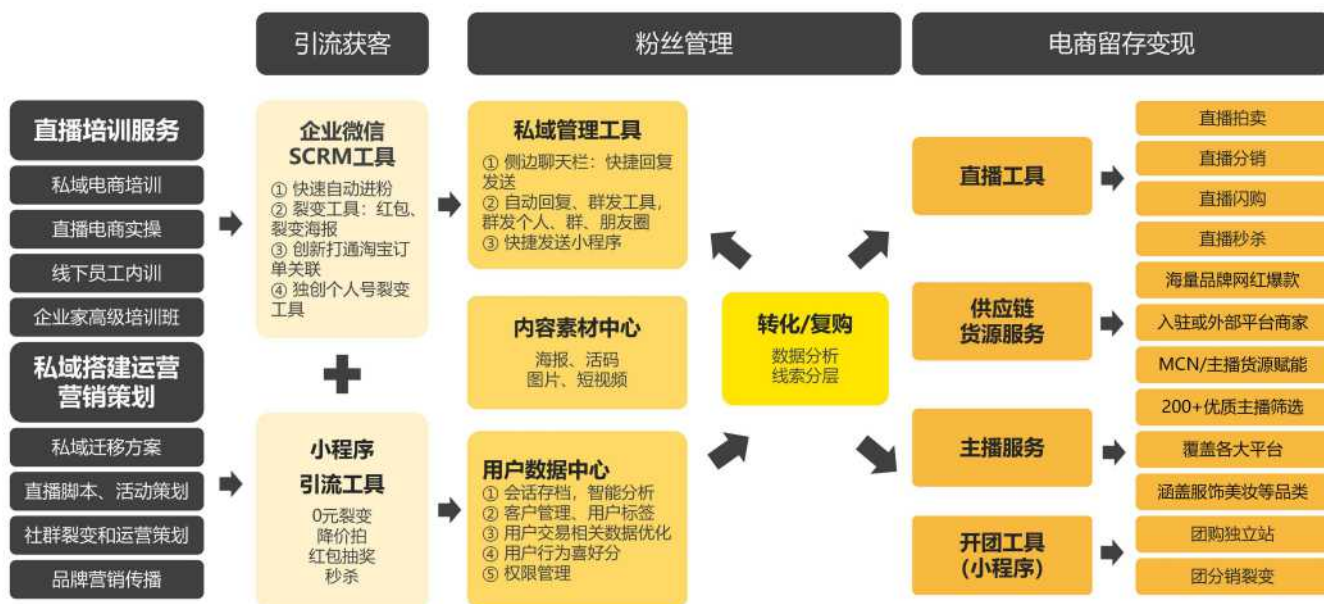 引流获客
粉丝管理
电商留存变现
直播培训服务
私域电商培训
直播电商实操
线下员工内训
企业家高级培训班
私域搭建运营
营销策划
私域迁移方案
直播脚本、活动策划
社群裂变和运营策划
品牌营销传播
企业微信
SCRM工具
① 快速自动进粉
② 裂变工具：红包、
裂变海报
③ 创新打通淘宝订
单关联
④ 独创个人号裂变
工具
小程序
引流工具
0元裂变
降价拍
红包抽奖
秒杀
私域管理工具
① 侧边聊天栏：快捷回复
发送
② 自动回复、群发工具，
群发个人、群、朋友圈
③ 快捷发送小程序
内容素材中心
海报、活码
图片、短视频
用户数据中心
① 会话存档，智能分析
② 客户管理、用户标签
③ 用户交易相关数据优化
④ 用户行为喜好分
⑤ 权限管理
转化/复购
数据分析
线索分层
直播工具
直播拍卖
直播分销
直播闪购
直播秒杀
供应链
货源服务
海量品牌网红爆款
入驻或外部平台商家
MCN/主播货源赋能
主播服务
200+优质主播筛选
覆盖各大平台
涵盖服饰美妆等品类
开团工具
(小程序)
团购独立站
团分销裂变